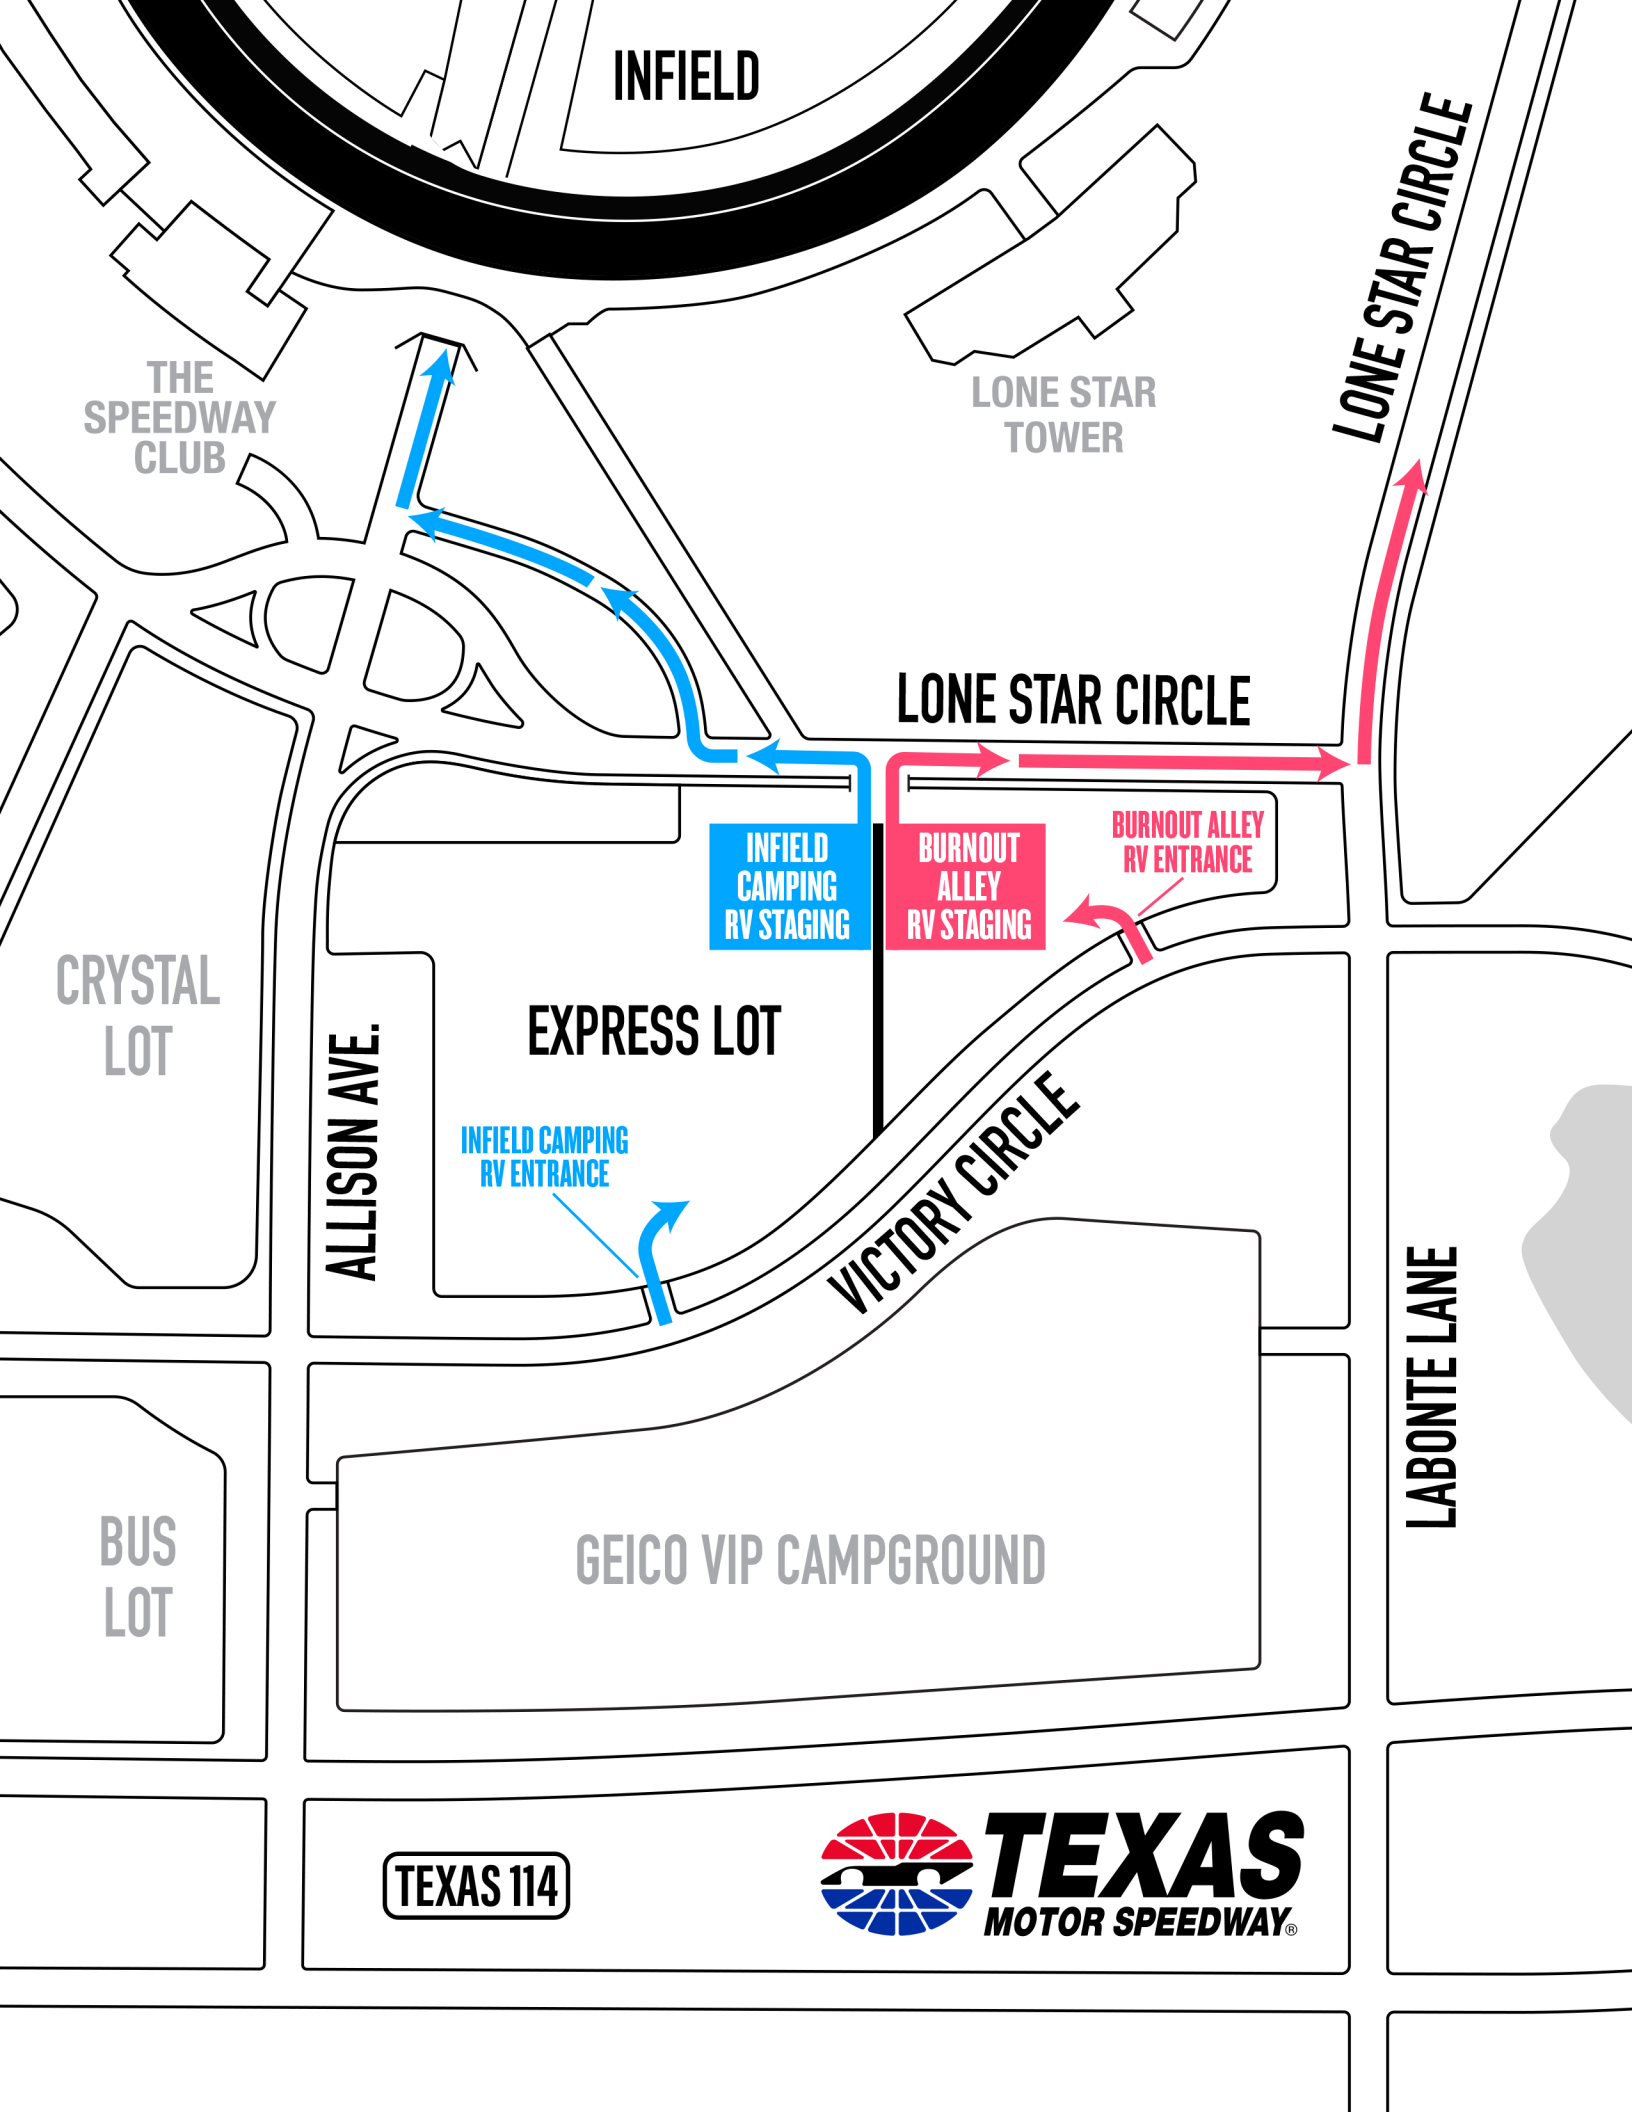 INFIELD
LONE STAR CIRCLE
THE
SPEEDWAY
CLUB
LONE STAR
TOWER
LONE STAR CIRCLE
INFIELD
CAMPING
RV STAGING
BURNOUT
ALLEY
RV STAGING
BURNOUT ALLEY
RV ENTRANCE
CRYSTAL
LOT
EXPRESS LOT
ALLISON AVE.
INFIELD CAMPING
RV ENTRANCE
VICTORY CIRCLE
LABONTE LANE
BUS
LOT
GEICO VIP CAMPGROUND
TEXAS 114
TEXAS
MOTOR SPEEDWAY®